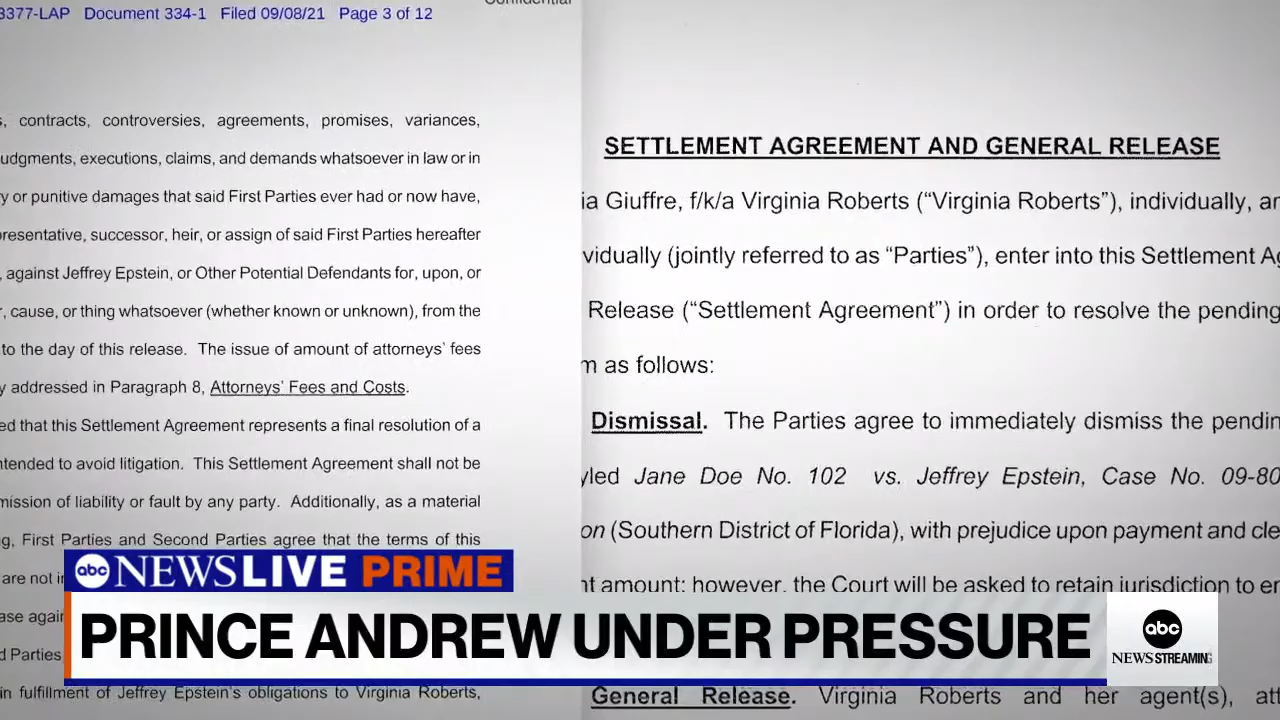 3377-LAP Document 334-1 Filed 09/08/21 Page 3 of 12
Confidential
s, contracts, controversies, agreements, promises, variances,
udgments, executions, claims, and demands whatsoever in law or in
y or punitive damages that said First Parties ever had or now have,
presentative, successor, heir, or assign of said First Parties hereafter
, against Jeffrey Epstein, or Other Potential Defendants for, upon, or
r, cause, or thing whatsoever (whether known or unknown), from the
to the day of this release. The issue of amount of attorneys' fees
y addressed in Paragraph 8, Attorneys' Fees and Costs.
ed that this Settlement Agreement represents a final resolution of a
ntended to avoid litigation. This Settlement Agreement shall not be
mission of liability or fault by any party. Additionally, as a material
g, First Parties and Second Parties agree that the terms of this
are not i
ase agai
d Parties
in fulfillment of Jeffrey Epstein's obligations to Virginia Roberts,
SETTLEMENT AGREEMENT AND GENERAL RELEASE
ia Giuffre, f/k/a Virginia Roberts ("Virginia Roberts"), individually, an
vidually (jointly referred to as "Parties"), enter into this Settlement Ag
Release ("Settlement Agreement") in order to resolve the pending
m as follows:
Dismissal. The Parties agree to immediately dismiss the pendin
yled Jane Doe No. 102 vs. Jeffrey Epstein, Case No. 09-80
on (Southern District of Florida), with prejudice upon payment and cle
nt amount; however, the Court will be asked to retain jurisdiction to en
General Release. Virginia Roberts and her agent(s), att
abc NEWS LIVE PRIME
PRINCE ANDREW UNDER PRESSURE
abc
NEWS STREAMING